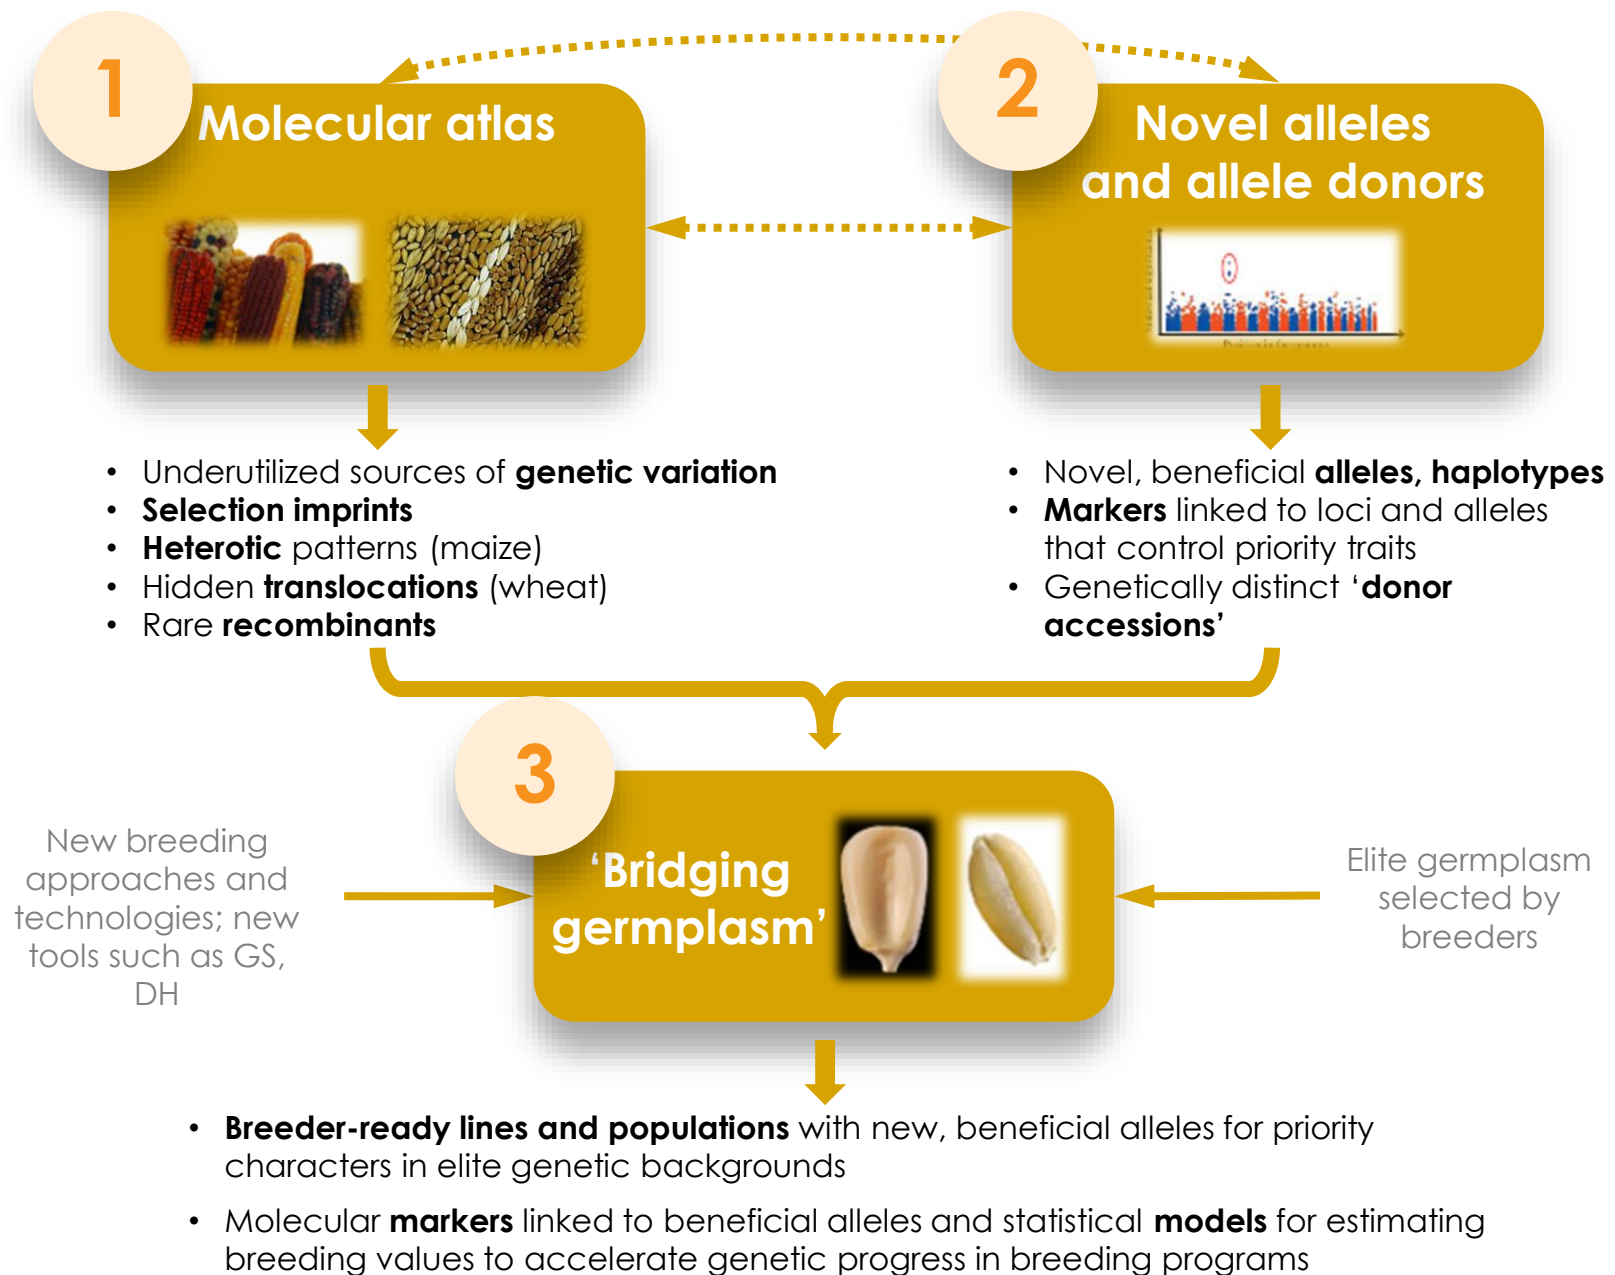 1
Molecular atlas
2
Novel alleles
and allele donors
• Underutilized sources of genetic variation
• Selection imprints
• Heterotic patterns (maize)
• Hidden translocations (wheat)
• Rare recombinants
• Novel, beneficial alleles, haplotypes
• Markers linked to loci and alleles
that control priority traits
• Genetically distinct ‘donor
accessions’
3
‘Bridging
germplasm’
New breeding
approaches and
technologies; new
tools such as GS,
DH
Elite germplasm
selected by
breeders
• Breeder-ready lines and populations with new, beneficial alleles for priority
characters in elite genetic backgrounds
• Molecular markers linked to beneficial alleles and statistical models for estimating
breeding values to accelerate genetic progress in breeding programs